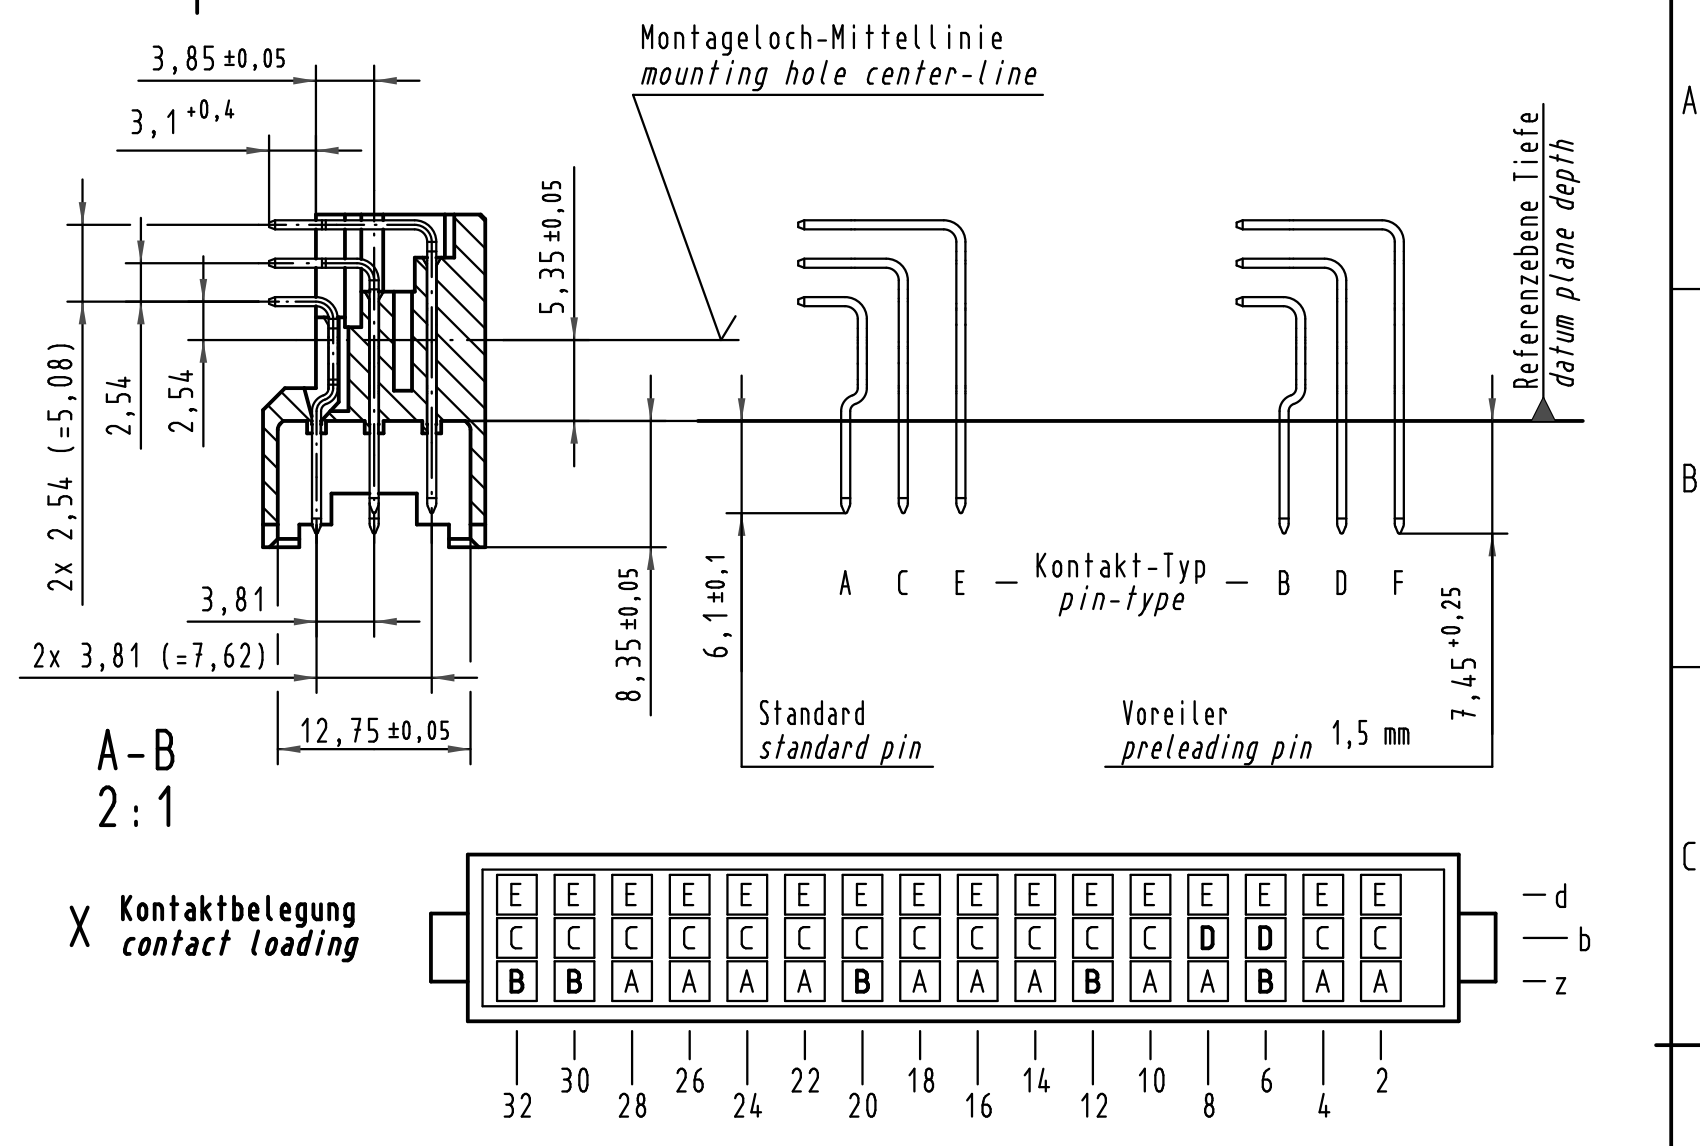 3,85 ±0,05
3,1 +0,4
Montageloch-Mittellinie
mounting hole center-line
Referenzebene Tiefe
datum plane depth
A
5,35 ±0,05
2x 2,54 (=5,08)
2,54
2,54
B
3,81
2x 3,81 (=7,62)
12,75 ±0,05
8,35 ±0,05
6,1 ±0,1
A C E – Kontakt-Typ – B D F
pin-type
7,45 +0,25
Standard
standard pin
Voreiler
preleading pin 1,5 mm
A-B
2:1
C
X Kontaktbelegung
contact loading
E E E E E E E E E E E E E E E E – d
C C C C C C C C C C C C D D C C — b
B B A A A A B A A A B A A B A A – z
30 26 22 18 14 10 6 2
32 28 24 20 16 12 8 4